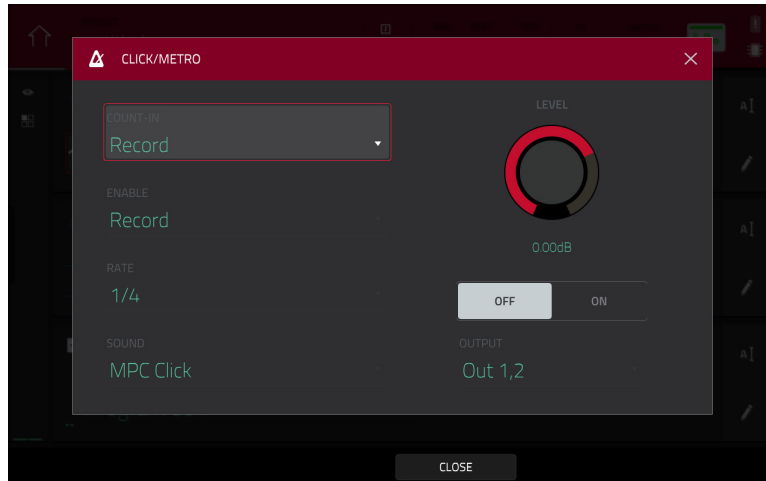 CLICK/METRO
COUNT-IN
Record
LEVEL
ENABLE
Record
0.00dB
RATE
1/4
OFF ON
SOUND
MPC Click
OUTPUT
Out 1,2
CLOSE